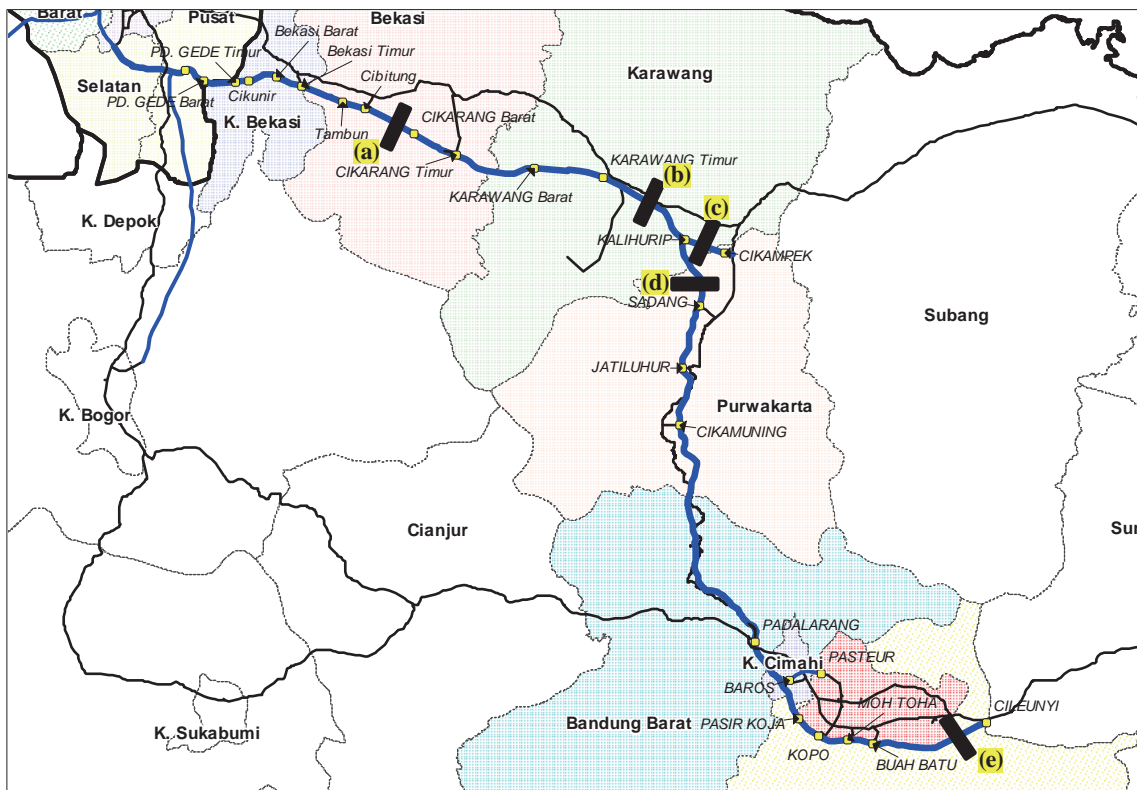 Barat
Pusat
Bekasi
Bekasi Barat
PD. GEDE Timur
Bekasi Timur
Cibitung
Karawang
Selatan
PD. GEDE Barat
Cikunir
K. Bekasi
Tambun
CIKARANG Barat
(a)
CIKARANG Timur
KARAWANG Timur
(b)
KARAWANG Barat
(c)
K. Depok
KALIHURIP
CIKAMPEK
(d)
SADANG
Subang
JATILUHUR
Purwakarta
K. Bogor
CIKAMUNING
Cianjur
Sur
PADALARANG
K. Cimahi
PASTEUR
BAROS
MOH TOHA
CILEUNYI
Bandung Barat
PASIR KOJA
K. Sukabumi
KOPO
BUAH BATU
(e)